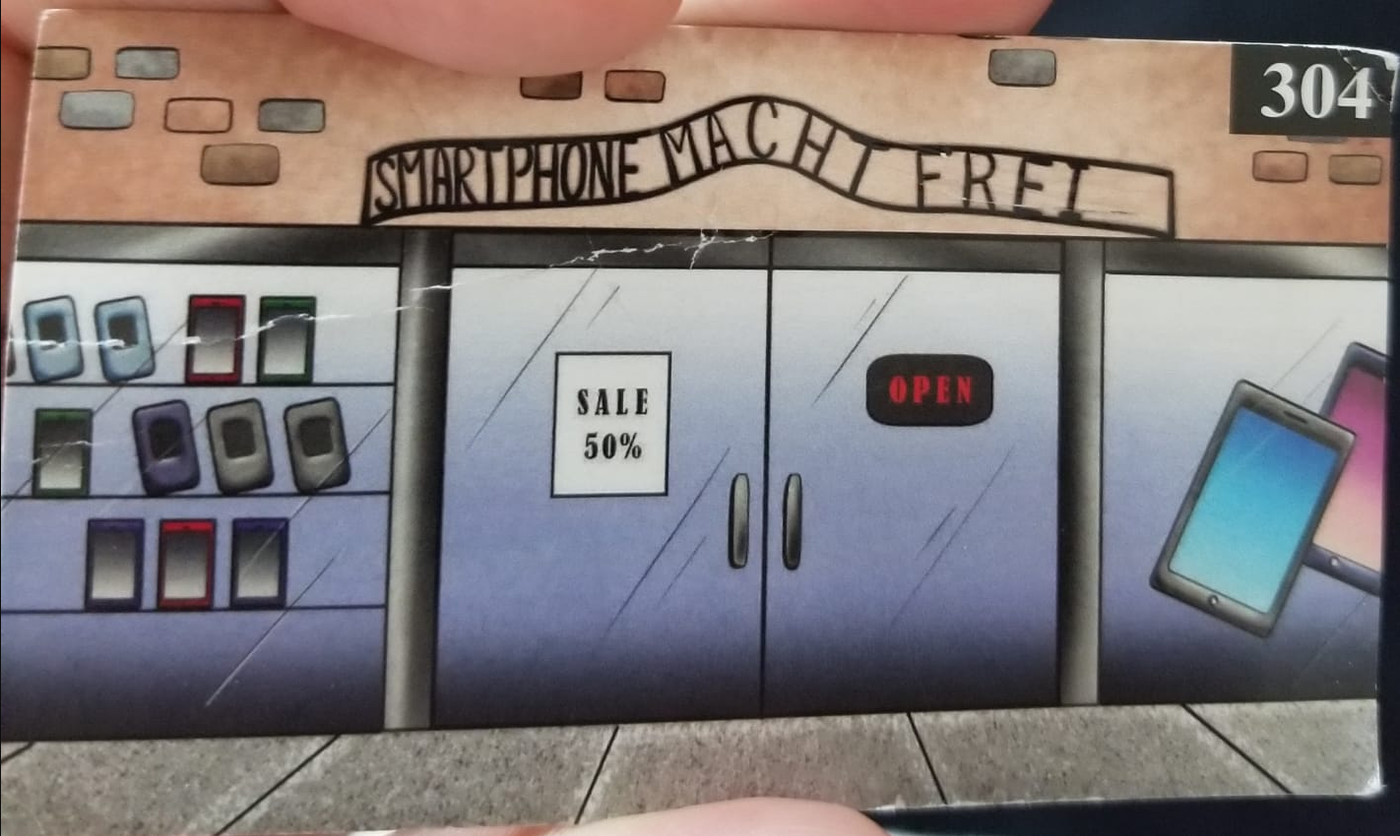 304
SMARTPHONE MACHT FREI
SALE
50%
OPEN